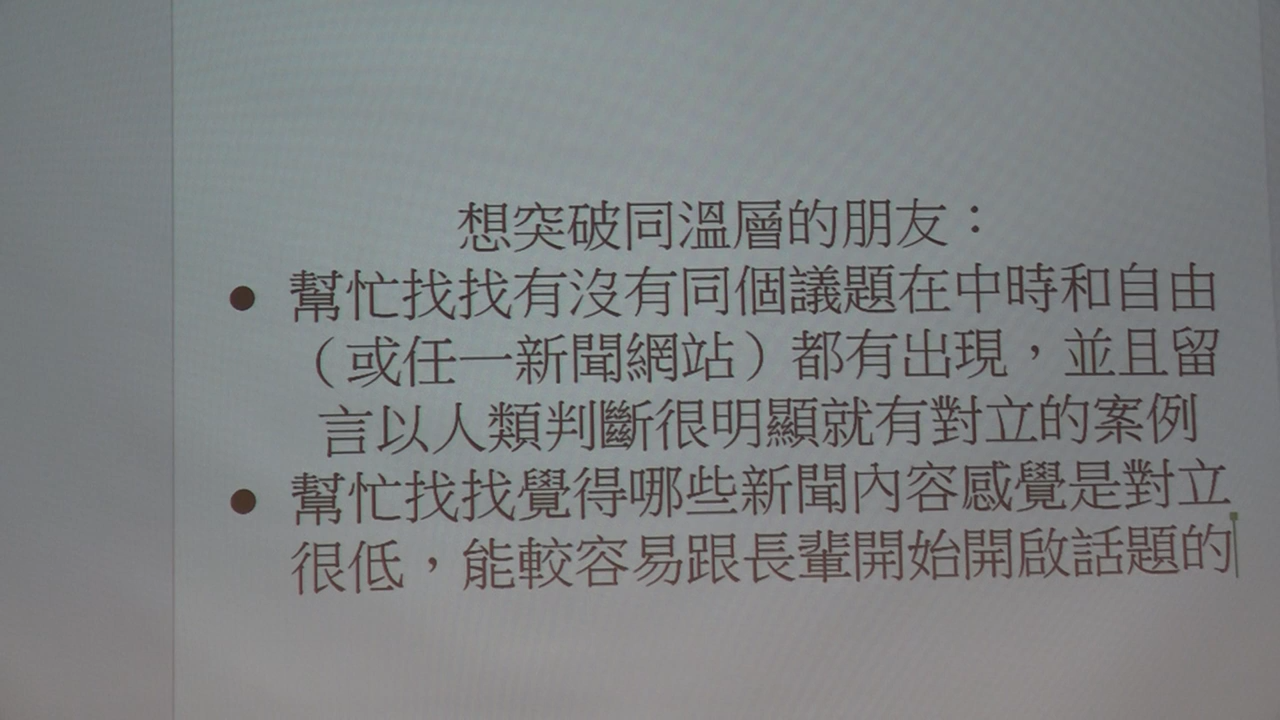 想突破同溫層的朋友：
● 幫忙找找有沒有同個議題在中時和自由
（或任一新聞網站）都有出現，並且留
言以人類判斷很明顯就有對立的案例
● 幫忙找找覺得哪些新聞內容感覺是對立
很低，能較容易跟長輩開始開啟話題的